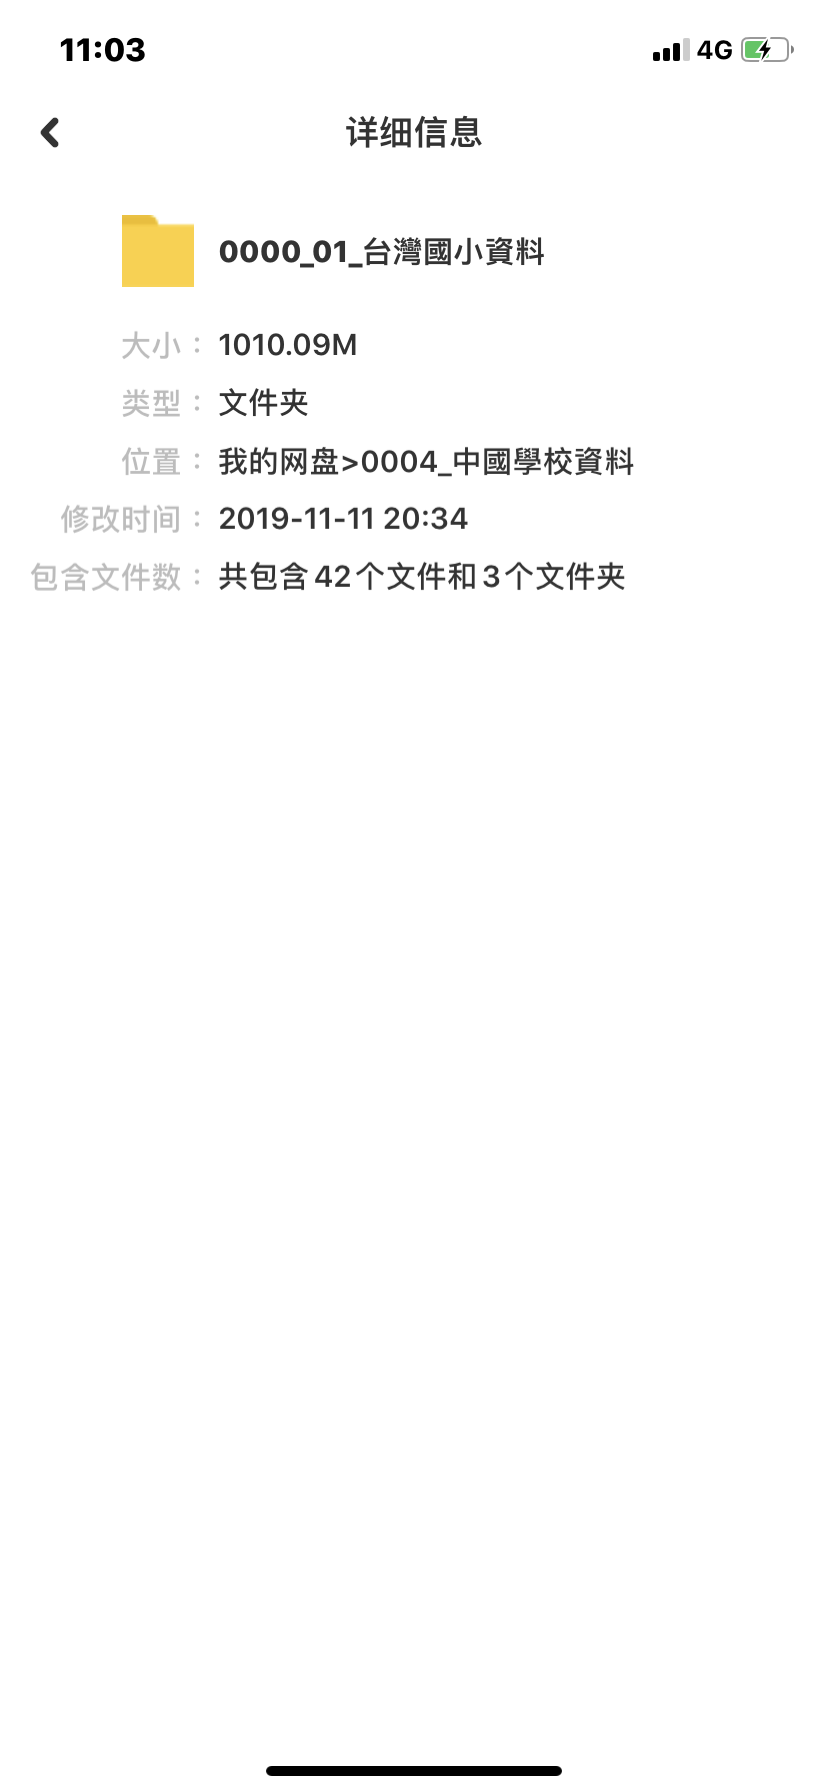 11:03
4G
详细信息
0000_01_台灣國小資料
大小：1010.09M
类型：文件夹
位置：我的网盘>0004_中國學校資料
修改时间：2019-11-11 20:34
包含文件数：共包含42个文件和3个文件夹